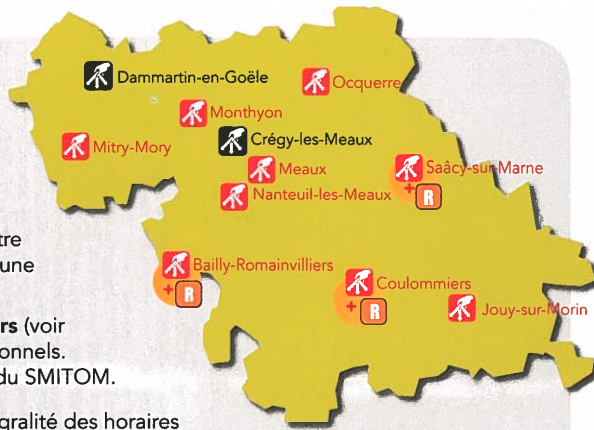 Dammartin-en-Goële
Ocquerre
Monthyon
Crégy-les-Meaux
Mitry-Mory
Meaux
Saâcy-sur-Marne
+ R
Nanteuil-les-Meaux
tre
une
Bailly-Romainvilliers
+ R
Coulommiers
+ R
Jouy-sur-Morin
rs (voir
onnels.
du SMITOM.
gralité des horaires